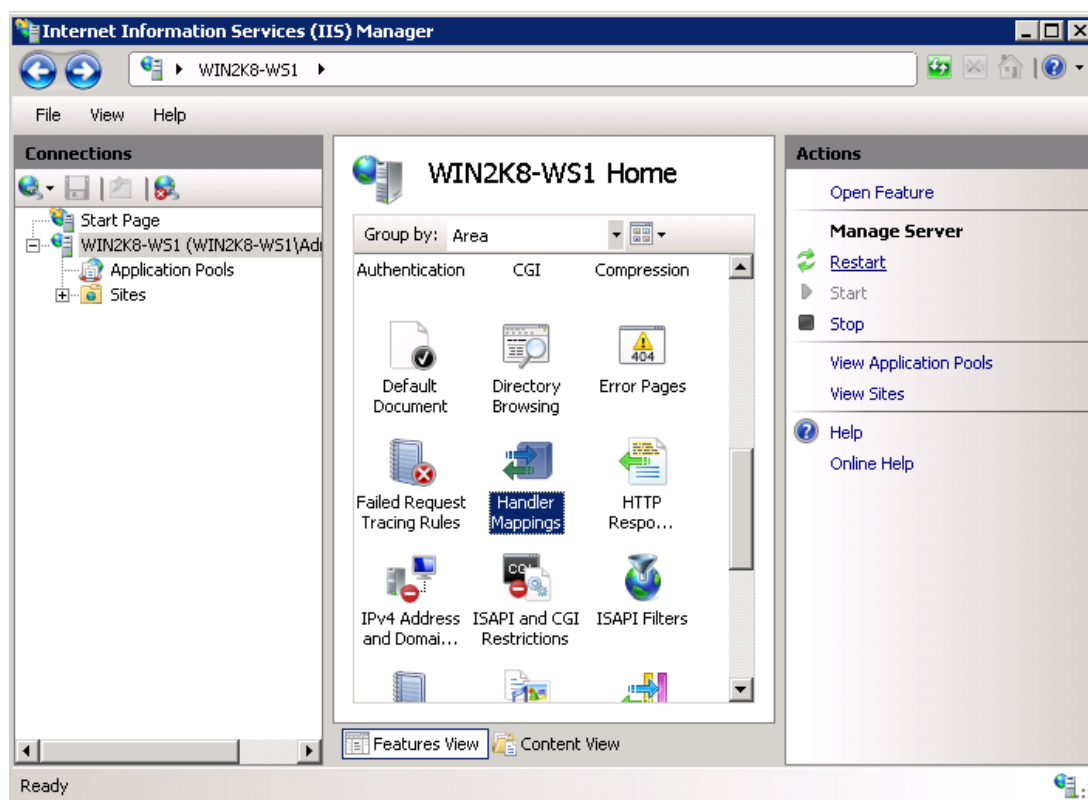 Internet Information Services (IIS) Manager
WIN2K8-WS1
File View Help
Connections
Start Page
WIN2K8-WS1 (WIN2K8-WS1\Adı
Application Pools
Sites
WIN2K8-WS1 Home
Group by: Area
Authentication CGI Compression
Default Document
Directory Browsing
404
Error Pages
Failed Request Tracing Rules
Handler Mappings
HTTP Respo...
IPv4 Address and Domai...
CGI
ISAPI and CGI Restrictions
ISAPI Filters
Features View Content View
Actions
Open Feature
Manage Server
Restart
Start
Stop
View Application Pools
View Sites
Help
Online Help
Ready